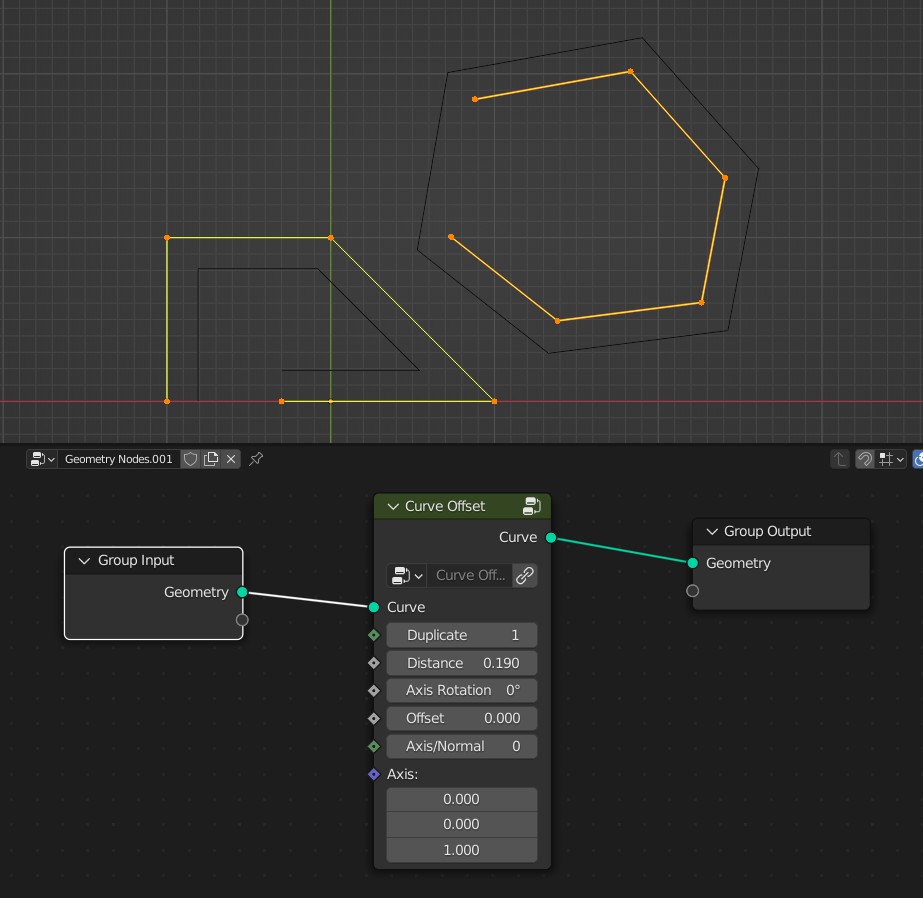 Geometry Nodes.001
Curve Offset
Curve
Curve Off...
Curve
Duplicate 1
Distance 0.190
Axis Rotation 0°
Offset 0.000
Axis/Normal 0
Axis:
0.000
0.000
1.000
Group Input
Geometry
Group Output
Geometry